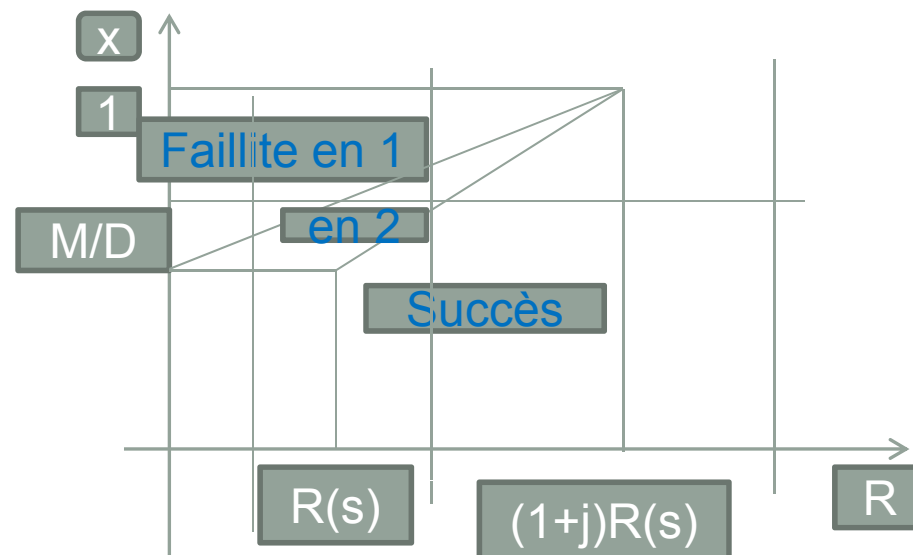 x
1
Faillite en 1
M/D
en 2
Succès
R(s)
(1+j)R(s)
R